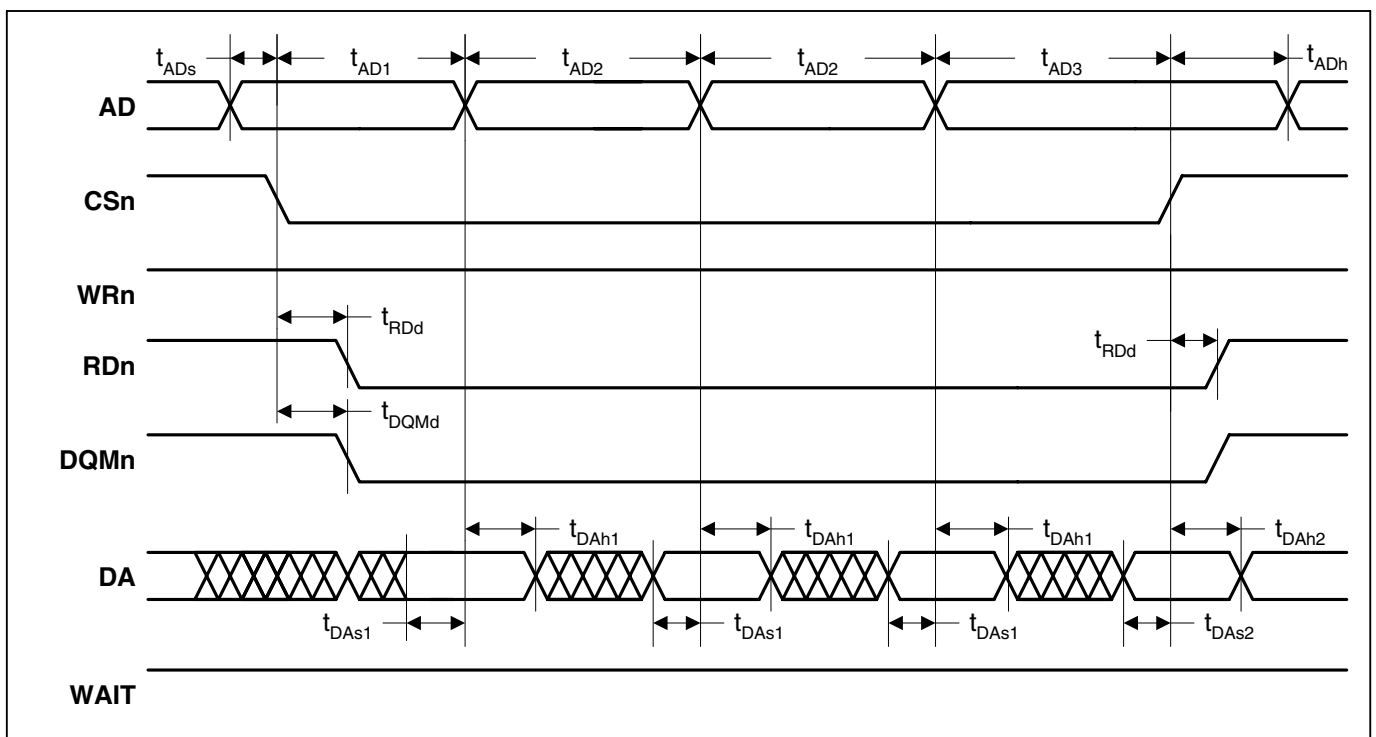 tADs tAD1 tAD2 tAD2 tAD3 tADh
AD
CSn
WRn
tRDd
RDn tRDd
tDQMd
DQMn
tDAh1 tDAh1 tDAh1 tDAh2
DA
tDAs1 tDAs1 tDAs1 tDAs2
WAIT